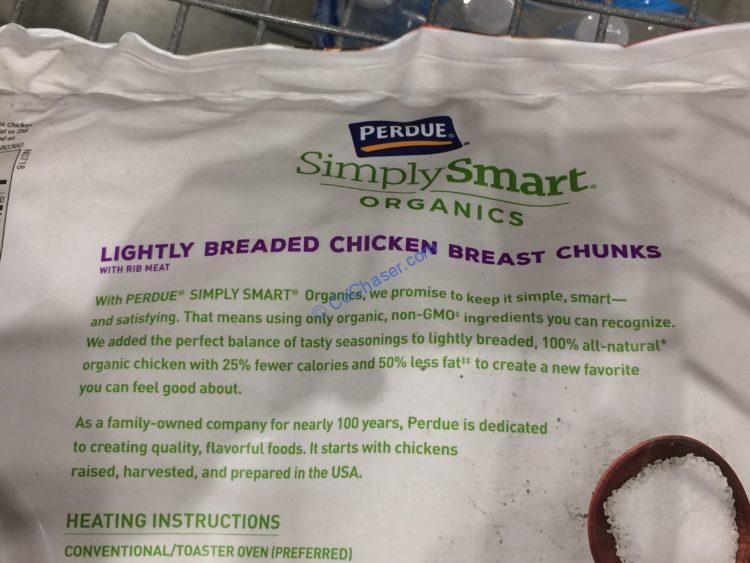 PERDUE®
SimplySmart®
ORGANICS
LIGHTLY BREADED CHICKEN BREAST CHUNKS
WITH RIB MEAT
With PERDUE® SIMPLY SMART® Organics, we promise to keep it simple, smart—
and satisfying. That means using only organic, non-GMO‡ ingredients you can recognize.
We added the perfect balance of tasty seasonings to lightly breaded, 100% all-natural*
organic chicken with 25% fewer calories and 50% less fat‡‡ to create a new favorite
you can feel good about.
As a family-owned company for nearly 100 years, Perdue is dedicated
to creating quality, flavorful foods. It starts with chickens
raised, harvested, and prepared in the USA.
HEATING INSTRUCTIONS
CONVENTIONAL/TOASTER OVEN (PREFERRED)
© CoChaser.com
N0718